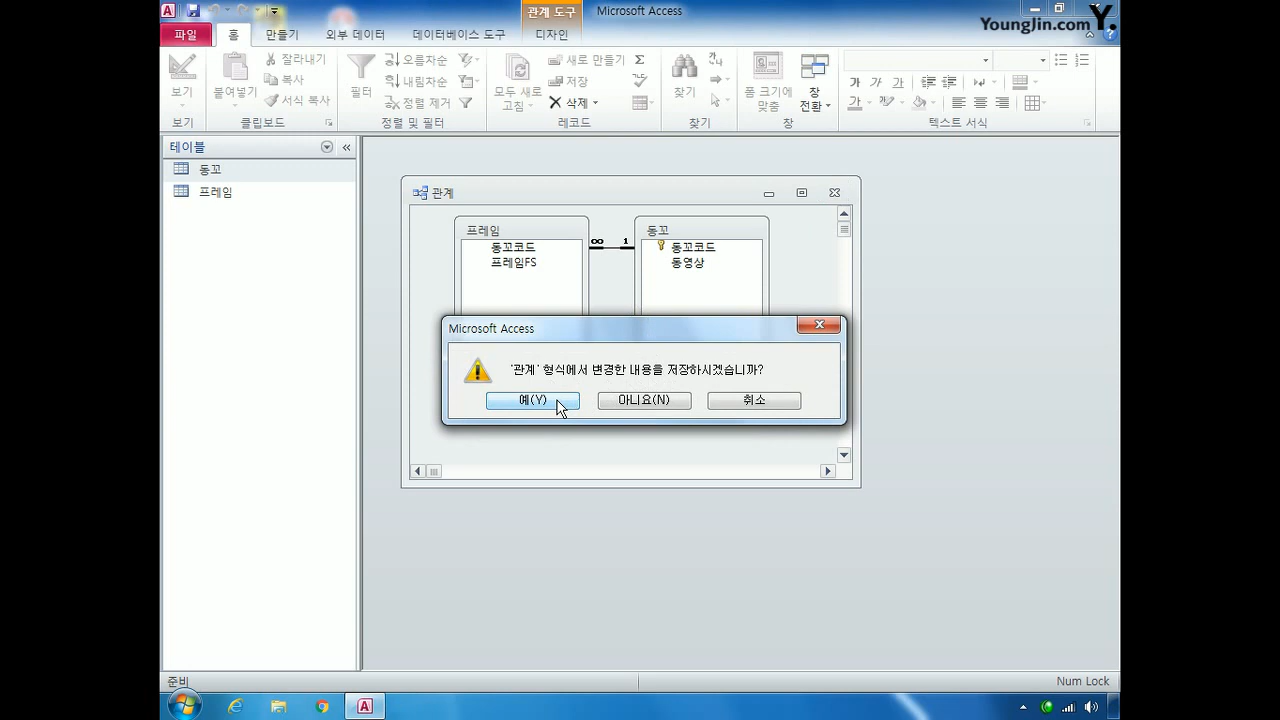 관계 도구
Microsoft Access
YoungJin.com Y.
파일
홈
만들기
외부 데이터
데이터베이스 도구
디자인
보기
붙여넣기
잘라내기
복사
서식 복사
필터
오름차순
내림차순
정렬 제거
모두 새로 고침
새로 만들기
저장
삭제
찾기
폼 크기에 맞춤
창 전환
가 가 가
가
보기
클립보드
정렬 및 필터
레코드
찾기
창
텍스트 서식
테이블
동꼬
프레임
관계
프레임
동꼬코드
프레임FS
∞ 1
동꼬
동꼬코드
동영상
Microsoft Access
'관계' 형식에서 변경한 내용을 저장하시겠습니까?
예(Y)
아니요(N)
취소
준비
Num Lock